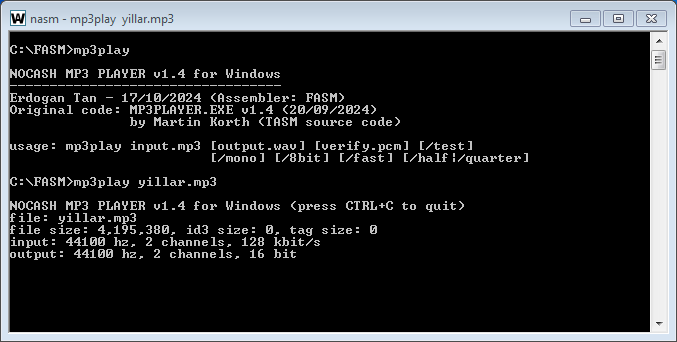 nasm - mp3play  yillar.mp3
C:\FASM>mp3play
NOCASH MP3 PLAYER v1.4 for Windows
----------------------------------
Erdogan Tan - 17/10/2024 (Assembler: FASM)
Original code: MP3PLAYER.EXE v1.4 (20/09/2024)
               by Martin Korth (TASM source code)
usage: mp3play input.mp3 [output.wav] [verify.pcm] [/test]
                         [/mono] [/8bit] [/fast] [/half¦/quarter]
C:\FASM>mp3play yillar.mp3
NOCASH MP3 PLAYER v1.4 for Windows (press CTRL+C to quit)
file: yillar.mp3
file size: 4,195,380, id3 size: 0, tag size: 0
input: 44100 hz, 2 channels, 128 kbit/s
output: 44100 hz, 2 channels, 16 bit